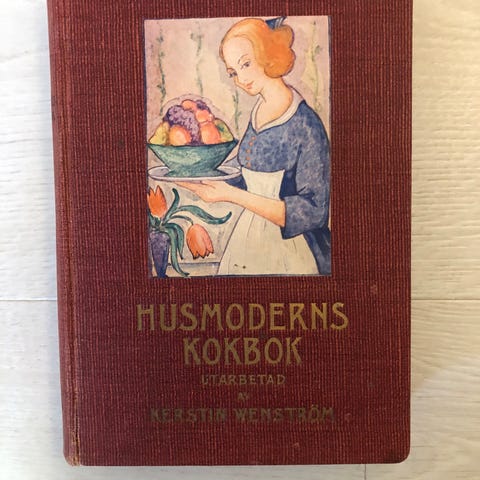 HUSMODERNS
KOKBOK
UTARBETAD
AV
KERSTIN WENSTRÖM